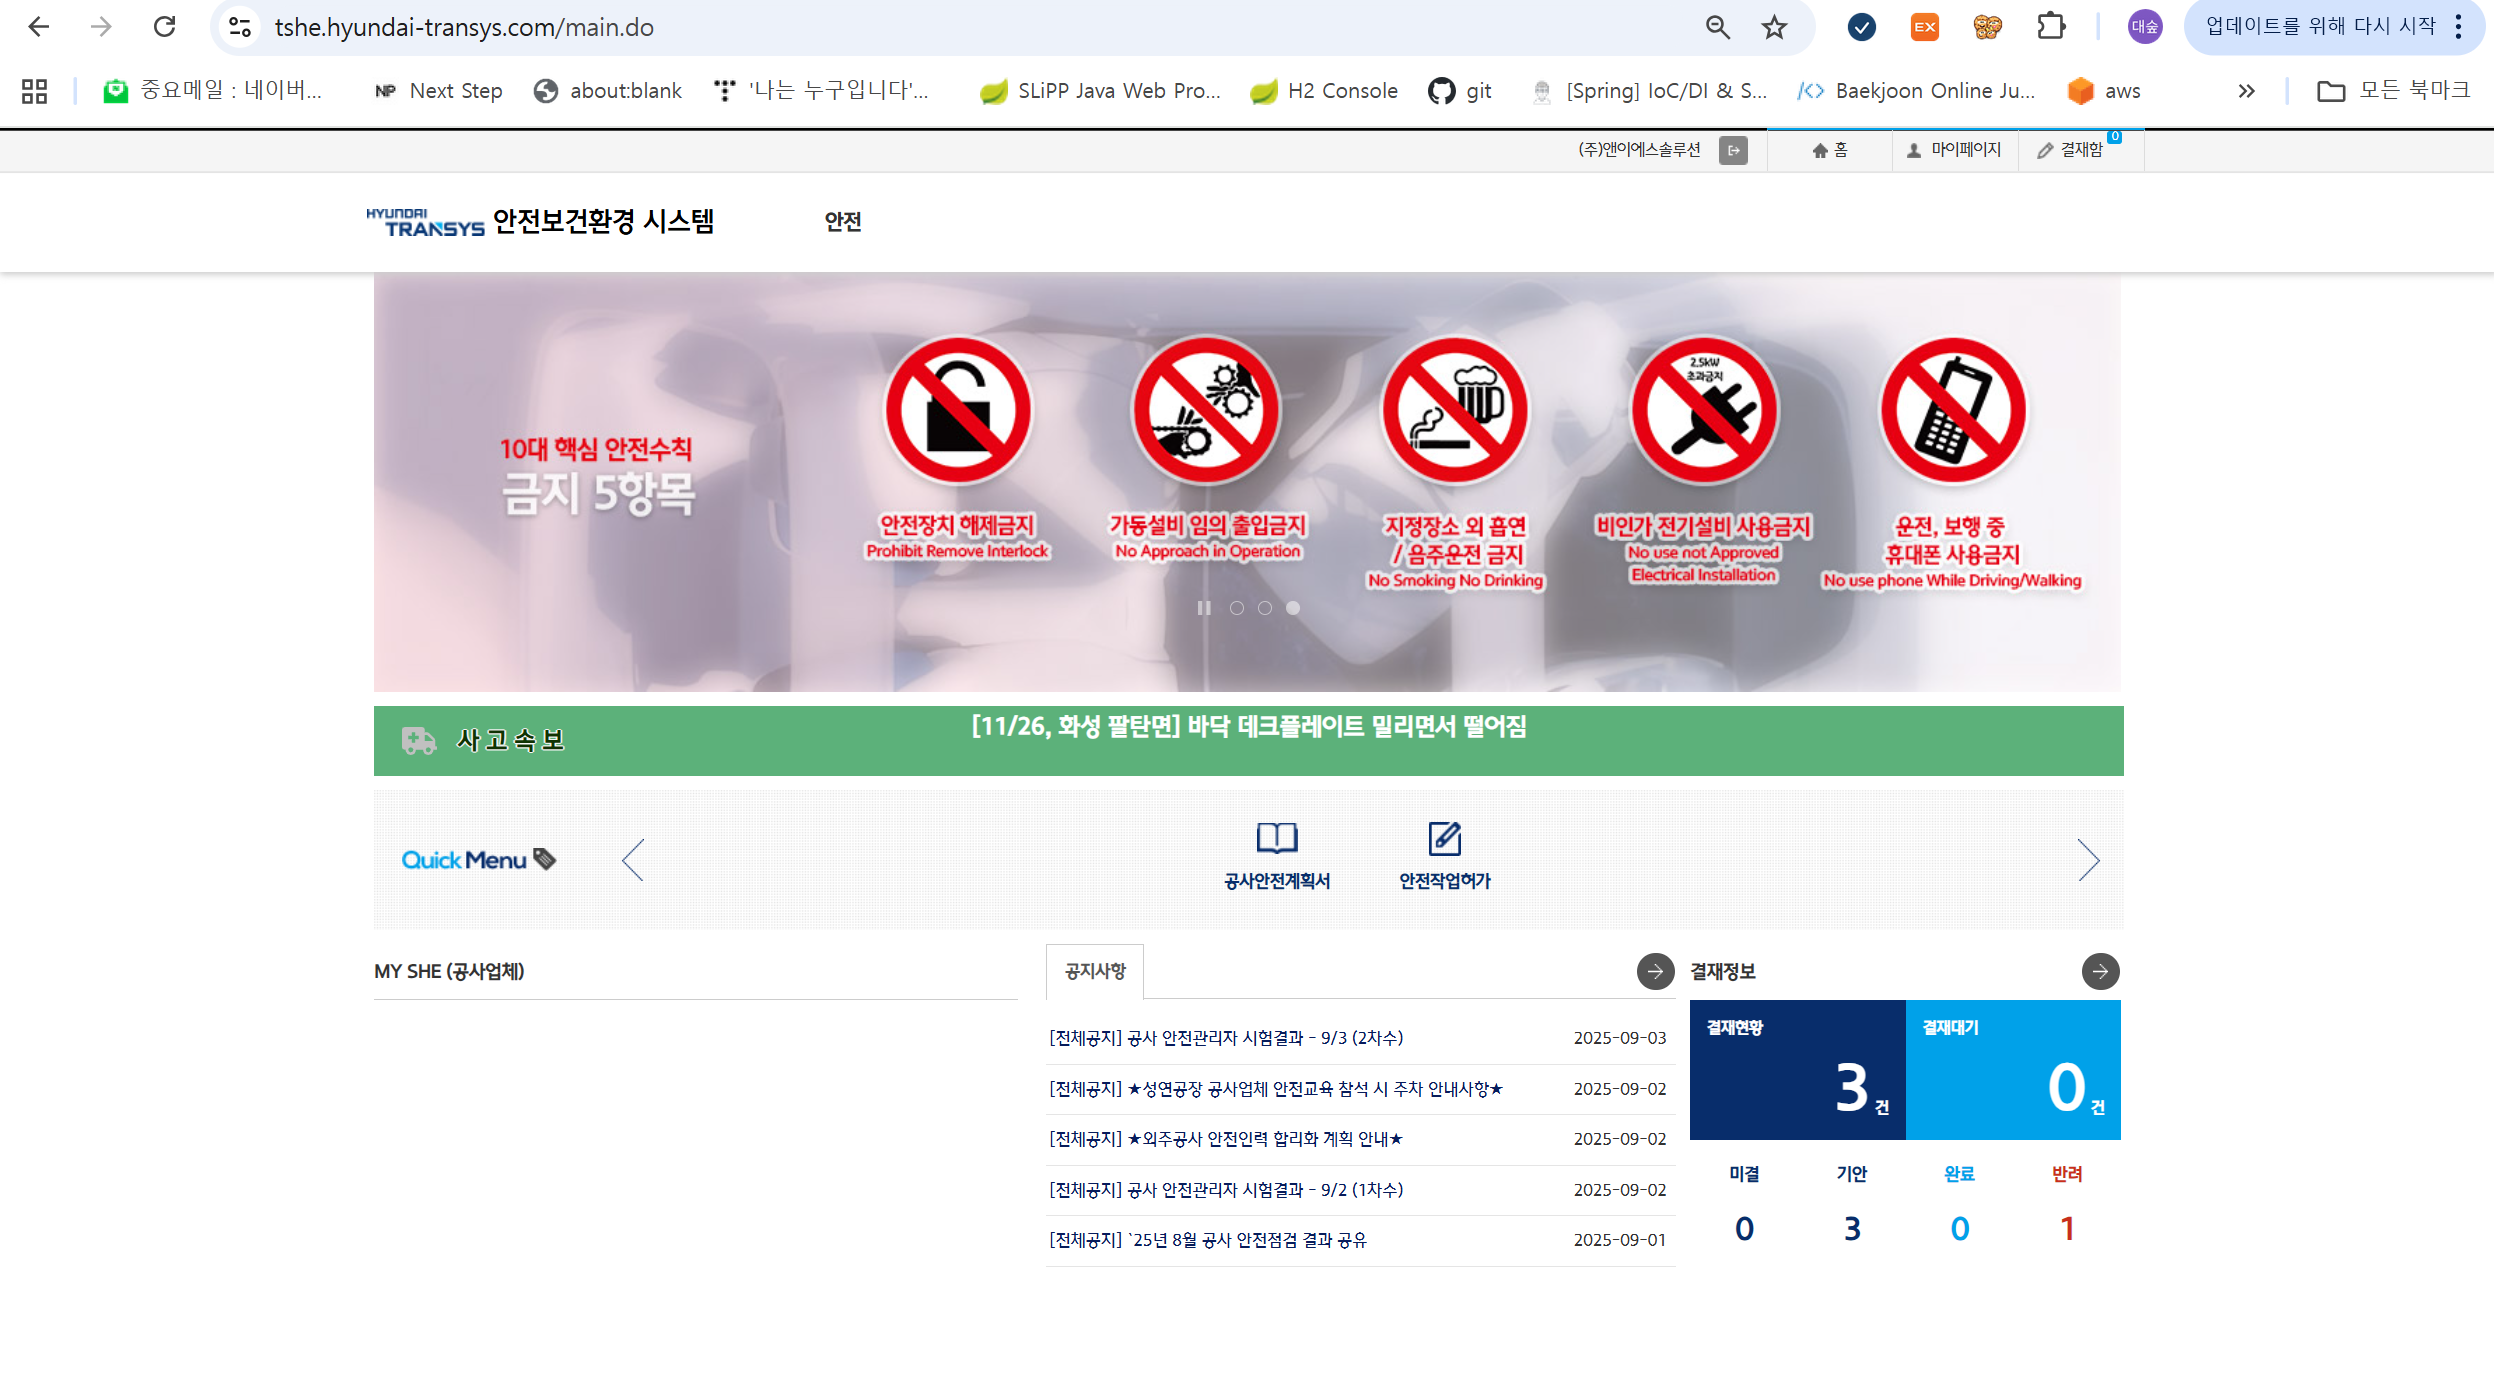 tshe.hyundai-transys.com/main.do
EX
대숲
업데이트를 위해 다시 시작
중요메일 : 네이버...
NP Next Step
about:blank
'나는 누구입니다'...
SLiPP Java Web Pro...
H2 Console
git
[Spring] IoC/DI & S...
Baekjoon Online Ju...
aws
모든 북마크
(주)앤이에스솔루션
홈
마이페이지
결재함
0
HYUNDAI
TRANSYS 안전보건환경 시스템
안전
10대 핵심 안전수칙
금지 5항목
안전장치 해제금지
Prohibit Remove Interlock
가동설비 임의 출입금지
No Approach in Operation
지정장소 외 흡연
/ 음주운전 금지
No Smoking No Drinking
2.5KW
초과금지
비인가 전기설비 사용금지
No use not Approved
Electrical Installation
운전, 보행 중
휴대폰 사용금지
No use phone While Driving/Walking
사고속보
[11/26, 화성 팔탄면] 바닥 데크플레이트 밀리면서 떨어짐
Quick Menu
공사안전계획서
안전작업허가
MY SHE (공사업체)
공지사항
[전체공지] 공사 안전관리자 시험결과 - 9/3 (2차수) 2025-09-03
[전체공지] ★성연공장 공사업체 안전교육 참석 시 주차 안내사항★ 2025-09-02
[전체공지] ★외주공사 안전인력 합리화 계획 안내★ 2025-09-02
[전체공지] 공사 안전관리자 시험결과 - 9/2 (1차수) 2025-09-02
[전체공지] `25년 8월 공사 안전점검 결과 공유 2025-09-01
결재정보
결재현황
3 건
결재대기
0 건
미결 기안 완료 반려
0 3 0 1